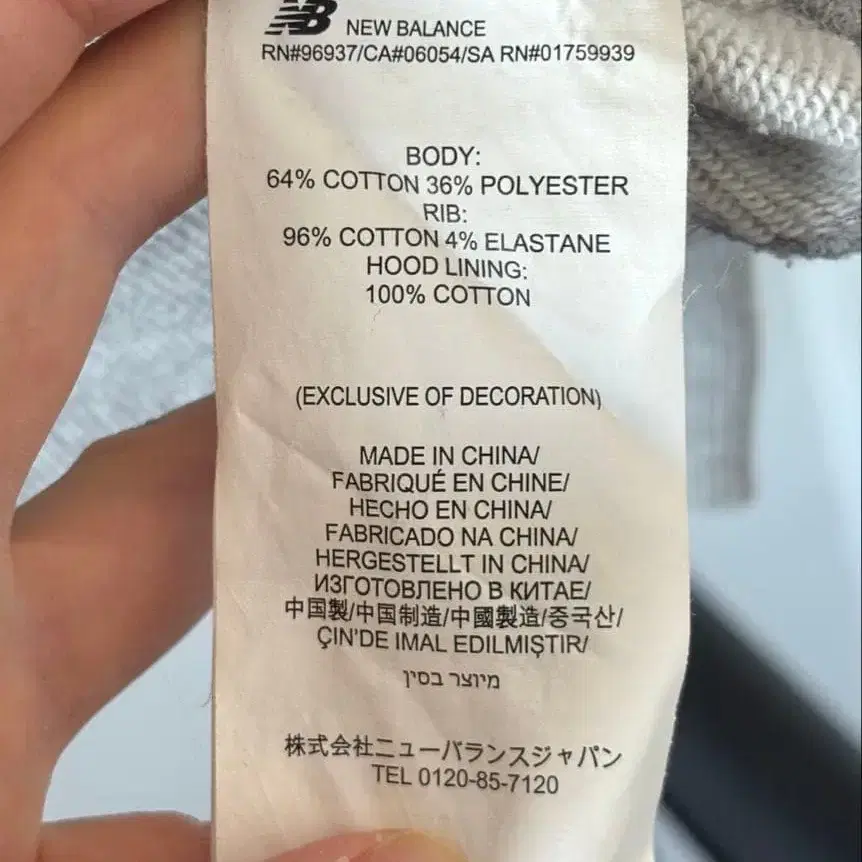 NB NEW BALANCE
RN#96937/CA#06054/SA RN#01759939
BODY:
64% COTTON 36% POLYESTER
RIB:
96% COTTON 4% ELASTANE
HOOD LINING:
100% COTTON
(EXCLUSIVE OF DECORATION)
MADE IN CHINA/
FABRIQUÉ EN CHINE/
HECHO EN CHINA/
FABRICADO NA CHINA/
HERGESTELLT IN CHINA/
ИЗГОТОВЛЕНО В КИТАЕ/
中国製/中国制造/中國製造/중국산/
ÇIN'DE IMAL EDILMIŞTIR/
מיוצר בסין
株式会社ニューバランスジャパン
TEL 0120-85-7120